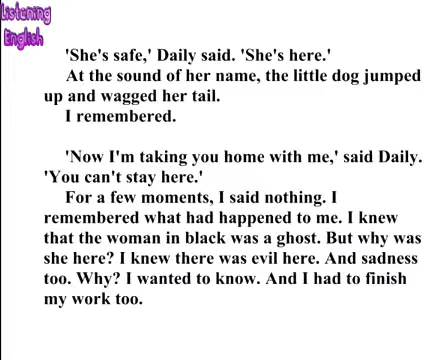 Listening
English
'She's safe,' Daily said. 'She's here.'
At the sound of her name, the little dog jumped
up and wagged her tail.
I remembered.
'Now I'm taking you home with me,' said Daily.
'You can't stay here.'
For a few moments, I said nothing. I
remembered what had happened to me. I knew
that the woman in black was a ghost. But why was
she here? I knew there was evil here. And sadness
too. Why? I wanted to know. And I had to finish
my work too.